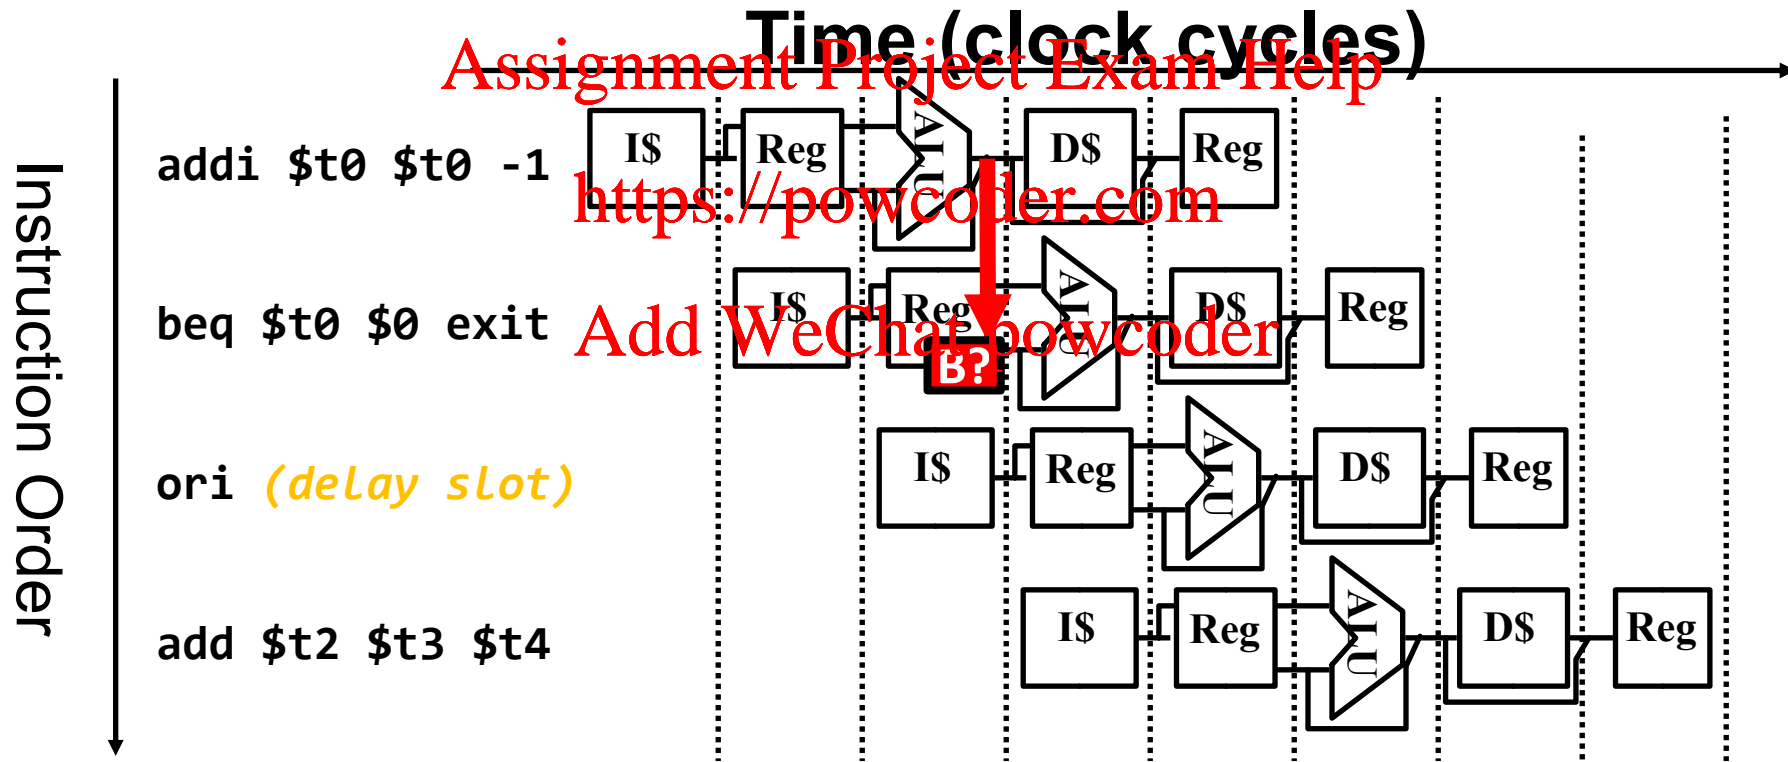 Time (clock cycles)
Assignment Project Exam Help
Instruction Order
addi $t0 $t0 -1
I$ Reg ALU D$ Reg
https://powcoder.com
beq $t0 $0 exit
I$ Reg ALU D$ Reg
Add WeChat powcoder
B?
ori (delay slot)
I$ Reg ALU D$ Reg
add $t2 $t3 $t4
I$ Reg ALU D$ Reg